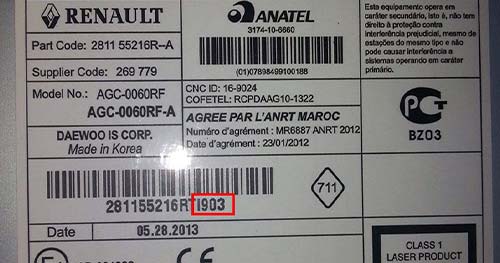 RENAULT
Part Code: 2811 55216R--A
Supplier Code: 269 779
Model No.: AGC-0060RF
AGC-0060RF-A
DAEWOO IS CORP.
Made in Korea
ANATEL
3174-10-6660
(01)07898499100188
CNC ID: 16-9024
COFETEL: RCPDAAG10-1322
AGREE PAR L'ANRT MAROC
Numéro d'agrément : MR6887 ANRT 2012
Date d'agrément : 23/01/2012
Este equipamento opera em
caráter secundário, isto é, não tem
direito à proteção contra
interferência prejudicial, mesmo de
estações do mesmo tipo e não
pode causar interferência a
sistemas operando em caráter
primário.
PCT
BZ03
281155216RTI903
711
Date 05.28.2013
CE
CLASS 1
LASER PRODUCT